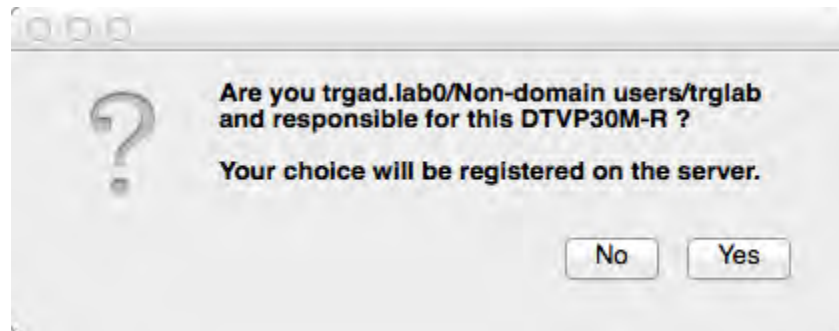 Are you trgad.lab0/Non-domain users/trglab
and responsible for this DTVP30M-R ?
Your choice will be registered on the server.
No
Yes